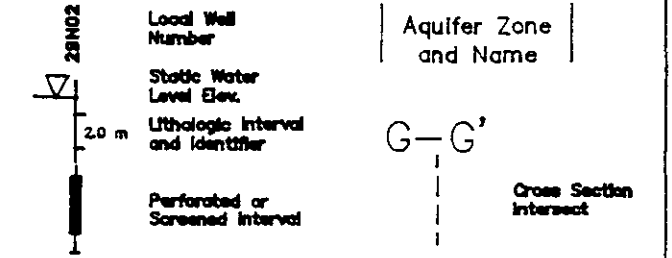 29N02
Local Well
Number
Static Water
Level Elev.
2.0 m
Lithologic Interval
and Identifier
Perforated or
Screened Interval
Aquifer Zone
and Name
G—G'
Cross Section
Intersect